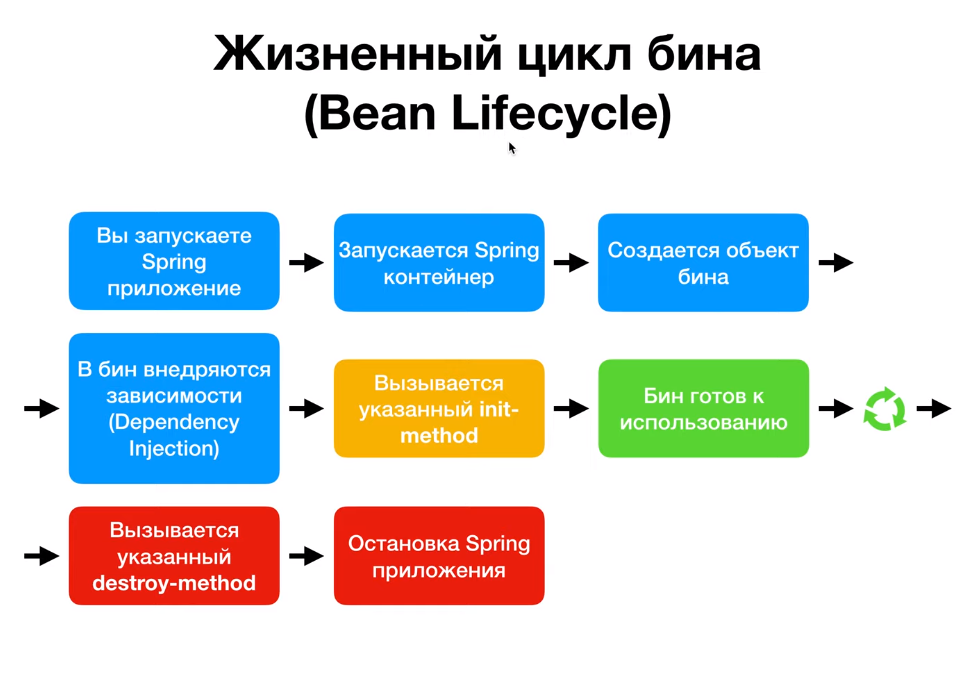 Жизненный цикл бина
(Bean Lifecycle)
Вы запускаете
Spring
приложение
Запускается Spring
контейнер
Создается объект
бина
В бин внедряются
зависимости
(Dependency
Injection)
Вызывается
указанный init-
method
Бин готов к
использованию
Вызывается
указанный
destroy-method
Остановка Spring
приложения